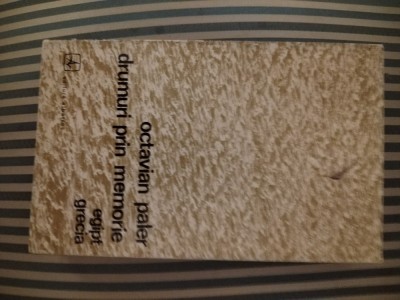 octavian paler
drumuri prin memorie
egipt
grecia